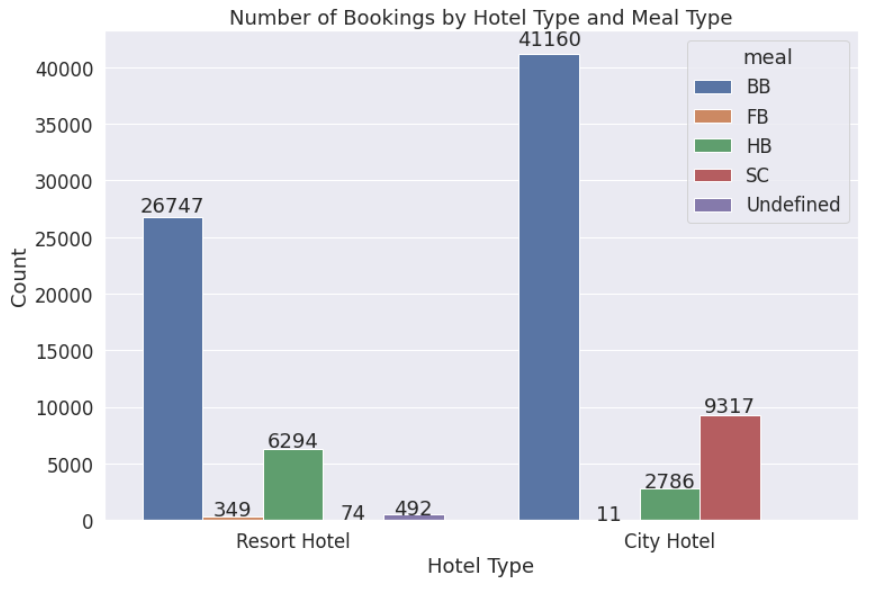 Number of Bookings by Hotel Type and Meal Type
41160
40000
35000
30000
25000
20000
15000
10000
5000
0
Count
26747
349
6294
74
492
11
2786
9317
meal
BB
FB
HB
SC
Undefined
Resort Hotel
City Hotel
Hotel Type